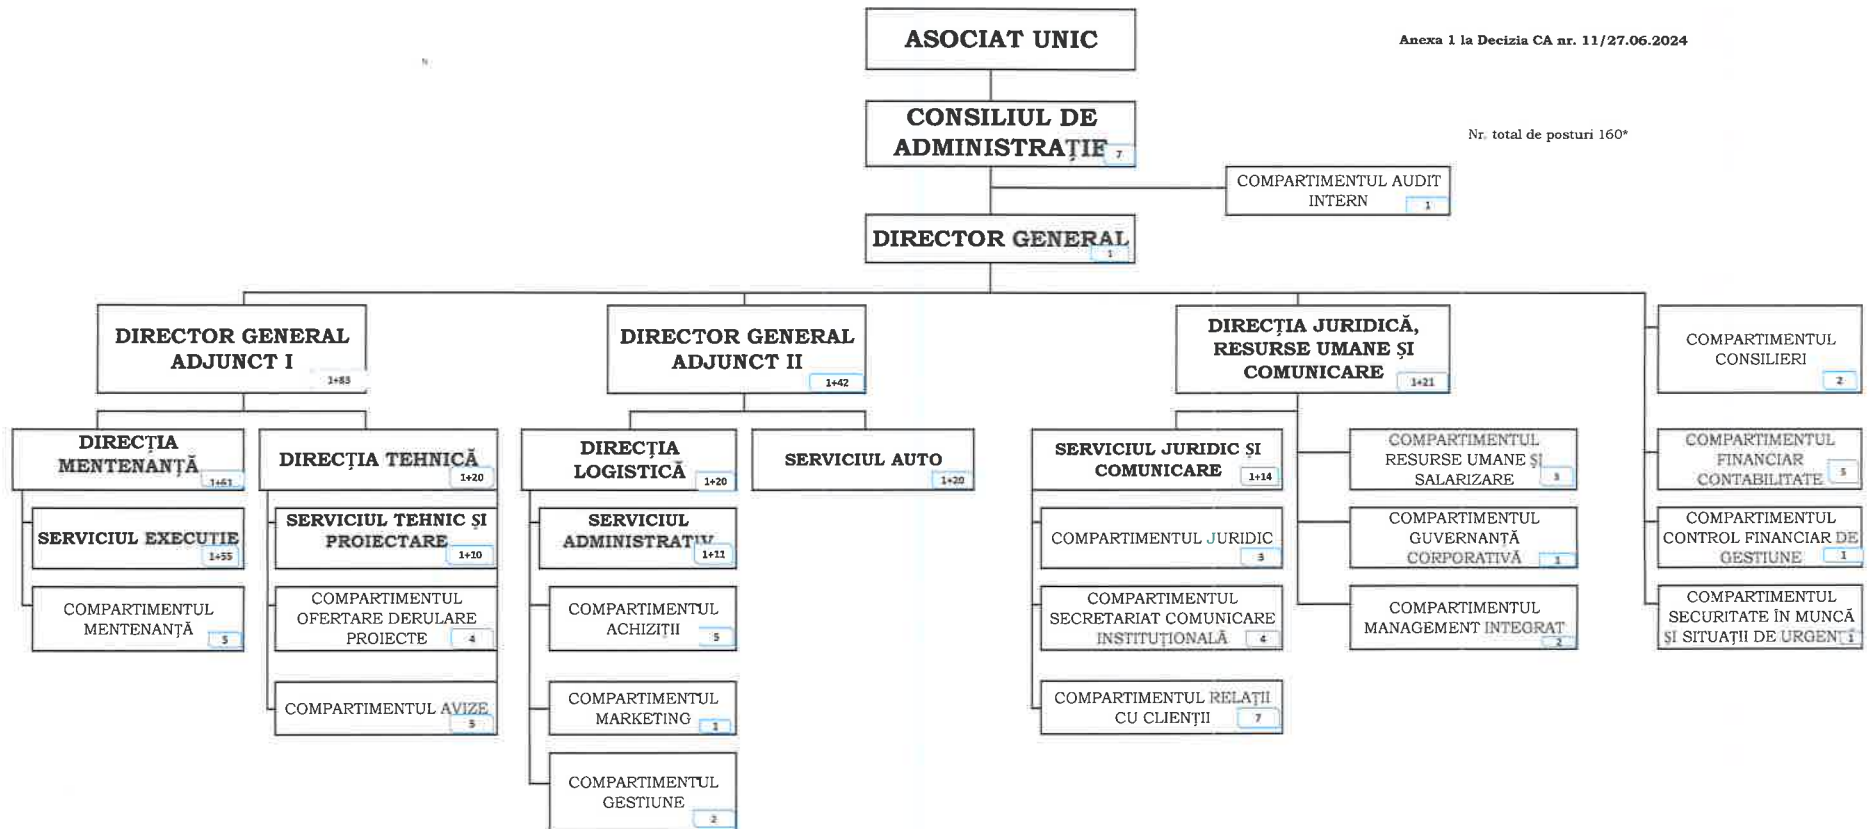 ASOCIAT UNIC
Anexa 1 la Decizia CA nr. 11/27.06.2024
CONSILIUL DE
ADMINISTRAȚIE 7
Nr. total de posturi 160*
COMPARTIMENTUL AUDIT
INTERN 1
DIRECTOR GENERAL
1
DIRECTOR GENERAL
ADJUNCT I
1+83
DIRECTOR GENERAL
ADJUNCT II
1+42
DIRECȚIA JURIDICĂ,
RESURSE UMANE ȘI
COMUNICARE 1+21
COMPARTIMENTUL
CONSILIERI
2
DIRECȚIA
MENTENANȚĂ
1+61
DIRECȚIA TEHNICĂ
1+20
DIRECȚIA
LOGISTICĂ
1+20
SERVICIUL AUTO
1+20
SERVICIUL JURIDIC ȘI
COMUNICARE 1+14
COMPARTIMENTUL
RESURSE UMANE ȘI
SALARIZARE 3
COMPARTIMENTUL
FINANCIAR
CONTABILITATE 5
SERVICIUL EXECUȚIE
1+55
SERVICIUL TEHNIC ȘI
PROIECTARE 1+10
SERVICIUL
ADMINISTRATIV
1+11
COMPARTIMENTUL JURIDIC
3
COMPARTIMENTUL
GUVERNANȚĂ
CORPORATIVĂ 1
COMPARTIMENTUL
CONTROL FINANCIAR DE
GESTIUNE 1
COMPARTIMENTUL
MENTENANȚĂ 5
COMPARTIMENTUL
OFERTARE DERULARE
PROIECTE 4
COMPARTIMENTUL
ACHIZIȚII 5
COMPARTIMENTUL
SECRETARIAT COMUNICARE
INSTITUȚIONALĂ 4
COMPARTIMENTUL
MANAGEMENT INTEGRAT
2
COMPARTIMENTUL
SECURITATE ÎN MUNCĂ
ȘI SITUAȚII DE URGENȚĂ 1
COMPARTIMENTUL AVIZE
5
COMPARTIMENTUL
MARKETING 1
COMPARTIMENTUL RELAȚII
CU CLIENȚII 7
COMPARTIMENTUL
GESTIUNE
2